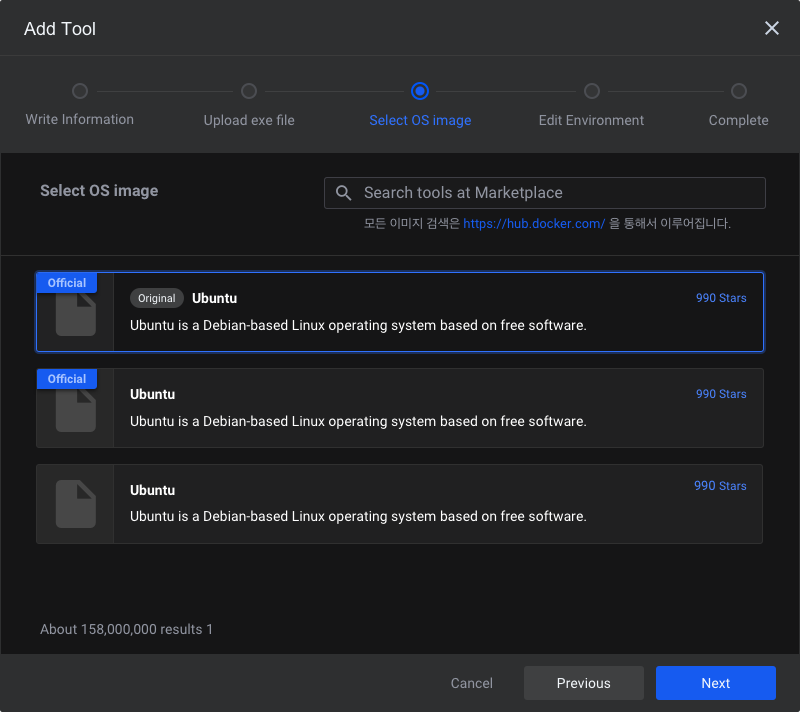 Add Tool
Write Information
Upload exe file
Select OS image
Edit Environment
Complete
Select OS image
Search tools at Marketplace
모든 이미지 검색은 https://hub.docker.com/ 을 통해서 이루어집니다.
Official
Original Ubuntu
990 Stars
Ubuntu is a Debian-based Linux operating system based on free software.
Official
Ubuntu
990 Stars
Ubuntu is a Debian-based Linux operating system based on free software.
Ubuntu
990 Stars
Ubuntu is a Debian-based Linux operating system based on free software.
About 158,000,000 results 1
Cancel
Previous
Next